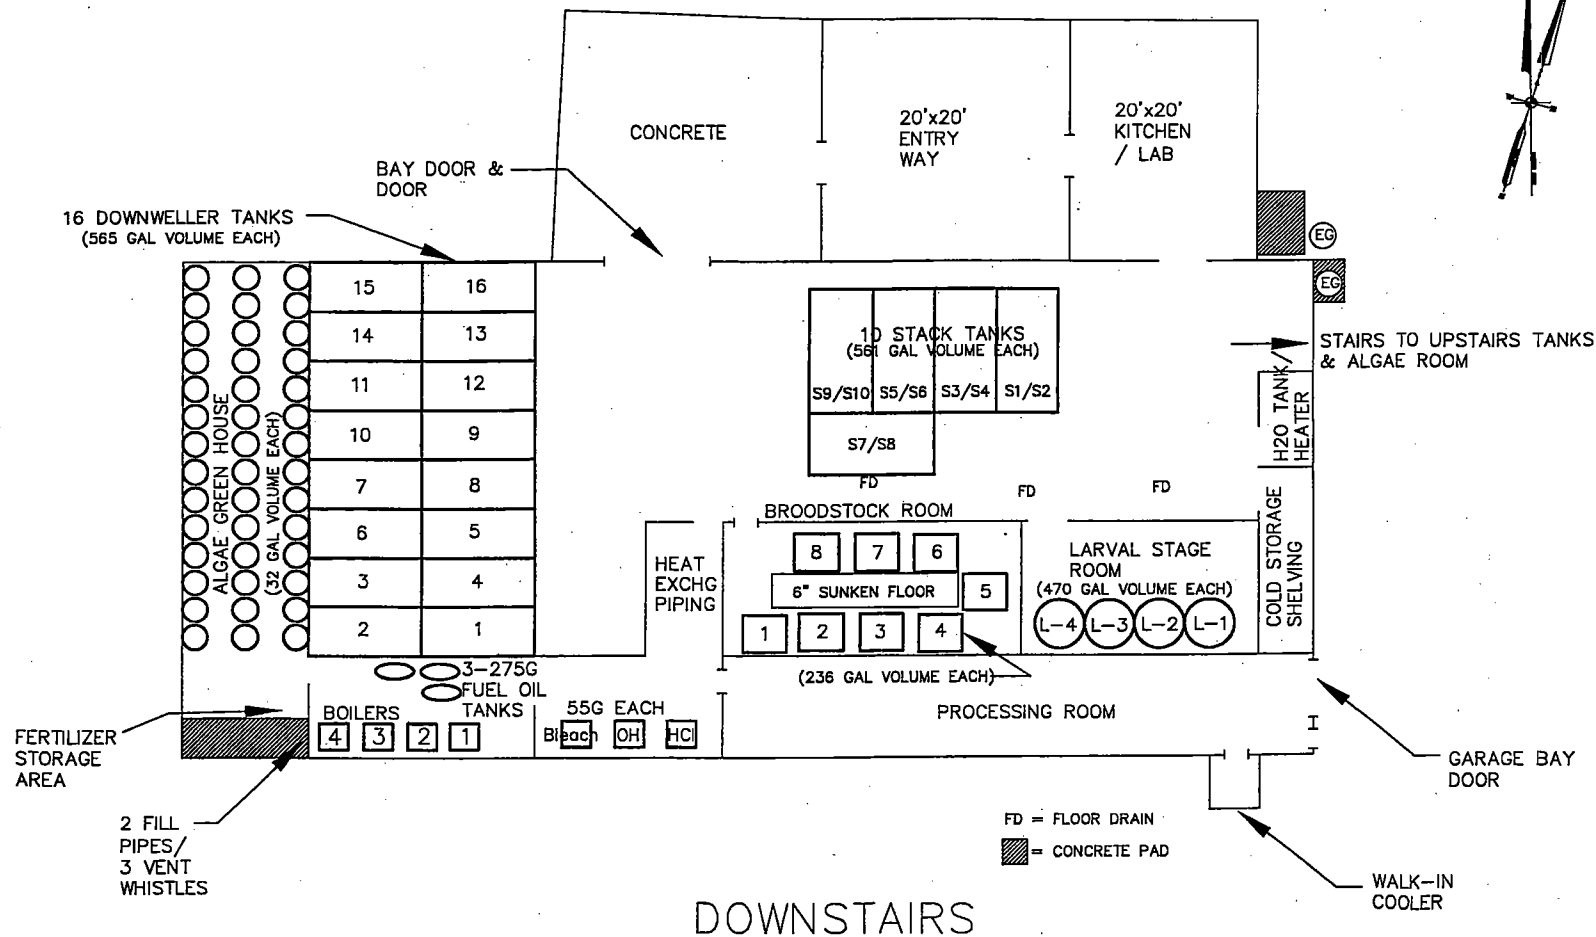 CONCRETE
20'x20'
ENTRY
WAY
20'x20'
KITCHEN
/ LAB
BAY DOOR &
DOOR
16 DOWNWELLER TANKS
(565 GAL VOLUME EACH)
EG
EG
15
16
14
13
11
12
10
9
7
8
6
5
3
4
2
1
ALGAE GREEN HOUSE
(32 GAL VOLUME EACH)
10 STACK TANKS
(561 GAL VOLUME EACH)
S9/S10
S5/S6
S3/S4
S1/S2
S7/S8
FD
FD
FD
STAIRS TO UPSTAIRS TANKS
& ALGAE ROOM
H2O TANK/
HEATER
COLD STORAGE
SHELVING
BROODSTOCK ROOM
8
7
6
6" SUNKEN FLOOR
5
1
2
3
4
(236 GAL VOLUME EACH)
HEAT
EXCHG
PIPING
LARVAL STAGE
ROOM
(470 GAL VOLUME EACH)
L-4
L-3
L-2
L-1
3-275G
FUEL OIL
TANKS
BOILERS
4
3
2
1
55G EACH
Bleach
OH
HCl
PROCESSING ROOM
FERTILIZER
STORAGE
AREA
2 FILL
PIPES/
3 VENT
WHISTLES
GARAGE BAY
DOOR
FD = FLOOR DRAIN
= CONCRETE PAD
WALK-IN
COOLER
DOWNSTAIRS